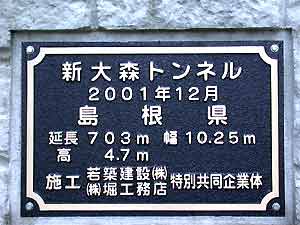 新大森トンネル
2001年12月
島根県
延長 703m 幅 10.25m
高 4.7m
施工 若築建設㈱ 特別共同企業体
㈱堀工務店